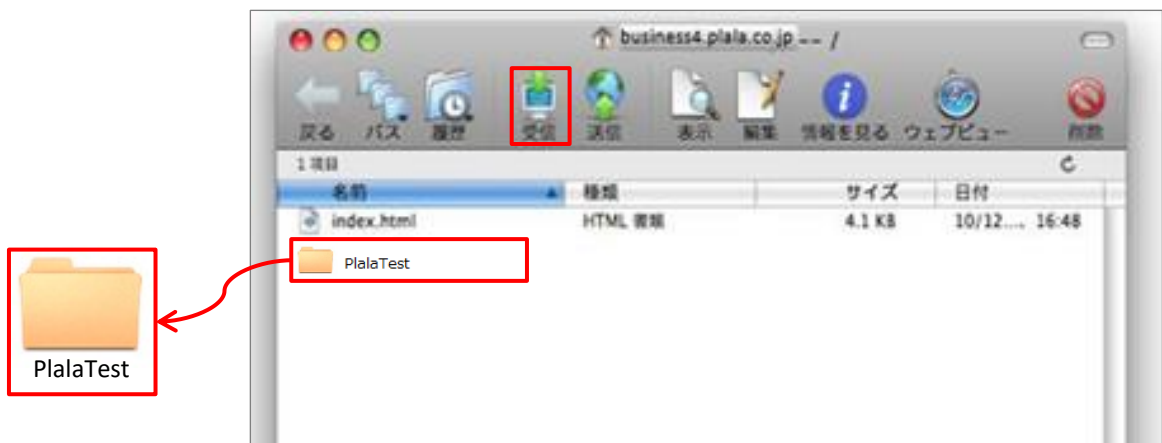 business4.plala.co.jp -- /
戻る パス 履歴 受信 送信 表示 編集 情報を見る ウェブビュー 削除
1 項目
名前 種類 サイズ 日付
index.html HTML 書類 4.1 KB 10/12..., 16:48
PlalaTest
PlalaTest